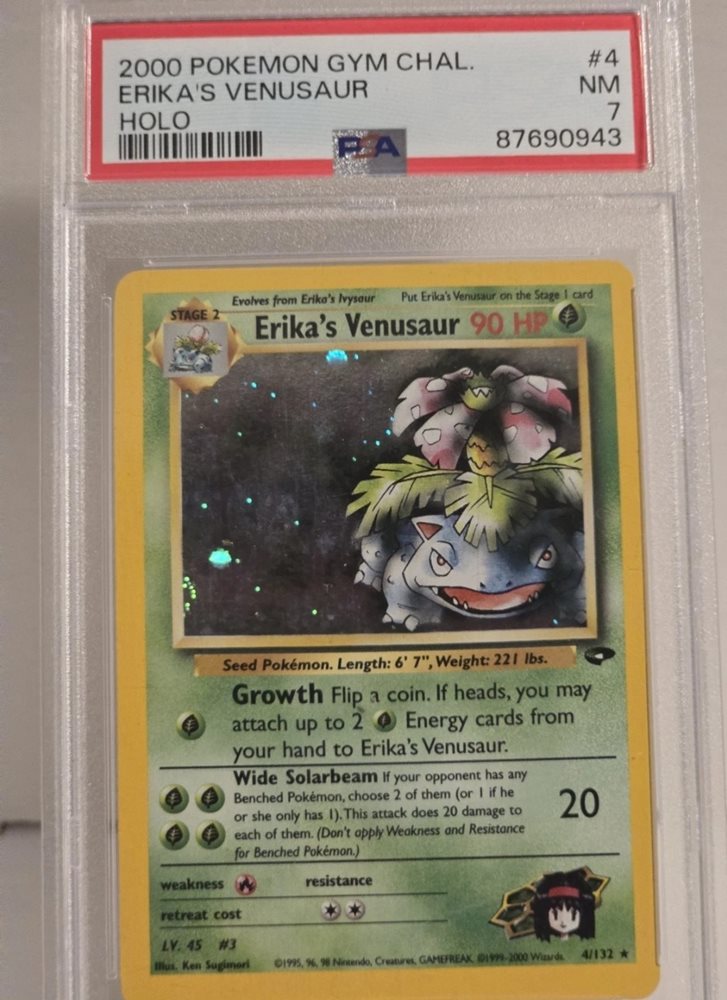 2000 POKEMON GYM CHAL. #4
ERIKA'S VENUSAUR NM
HOLO 7
PSA 87690943
Evolves from Erika's Ivysaur Put Erika's Venusaur on the Stage 1 card
STAGE 2
Erika's Venusaur 90 HP
Seed Pokémon. Length: 6' 7", Weight: 221 lbs.
Growth Flip a coin. If heads, you may
attach up to 2 Energy cards from
your hand to Erika's Venusaur.
Wide Solarbeam If your opponent has any
Benched Pokémon, choose 2 of them (or 1 if he
or she only has 1). This attack does 20 damage to
each of them. (Don't apply Weakness and Resistance
for Benched Pokémon.)
20
weakness resistance
retreat cost
LV. 45 #3
Illus. Ken Sugimori ©1995, 96, 98 Nintendo, Creatures, GAMEFREAK. ©1999-2000 Wizards. 4/132 ★